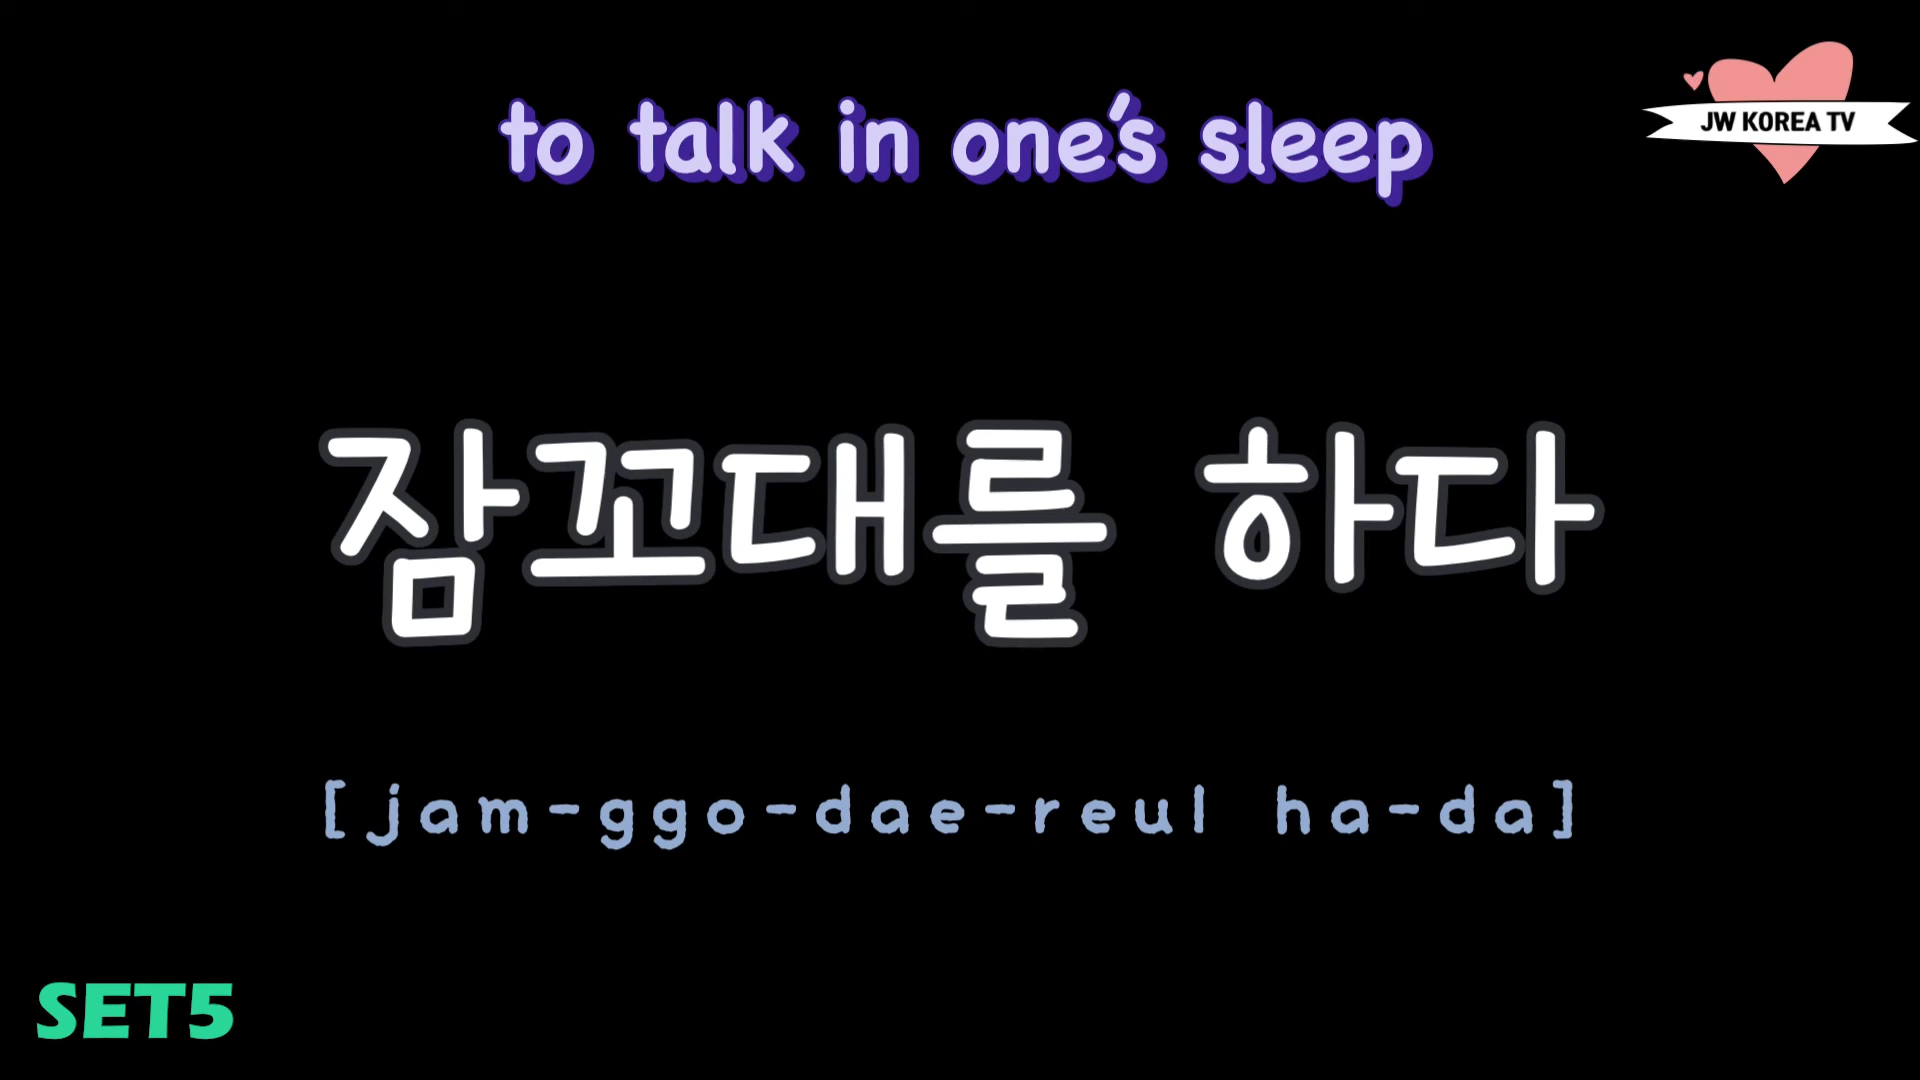 to talk in one's sleep
JW KOREA TV
잠꼬대를 하다
[jam-ggo-dae-reul ha-da]
SET5